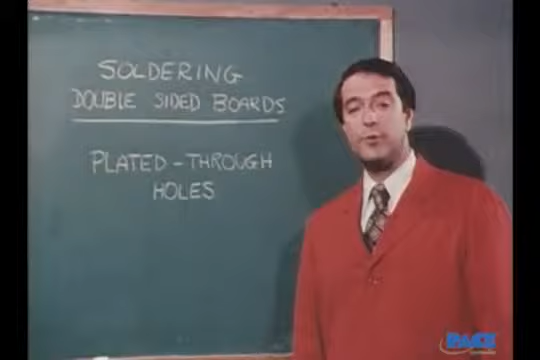 SOLDERING
DOUBLE SIDED BOARDS
PLATED-THROUGH
HOLES
PACE